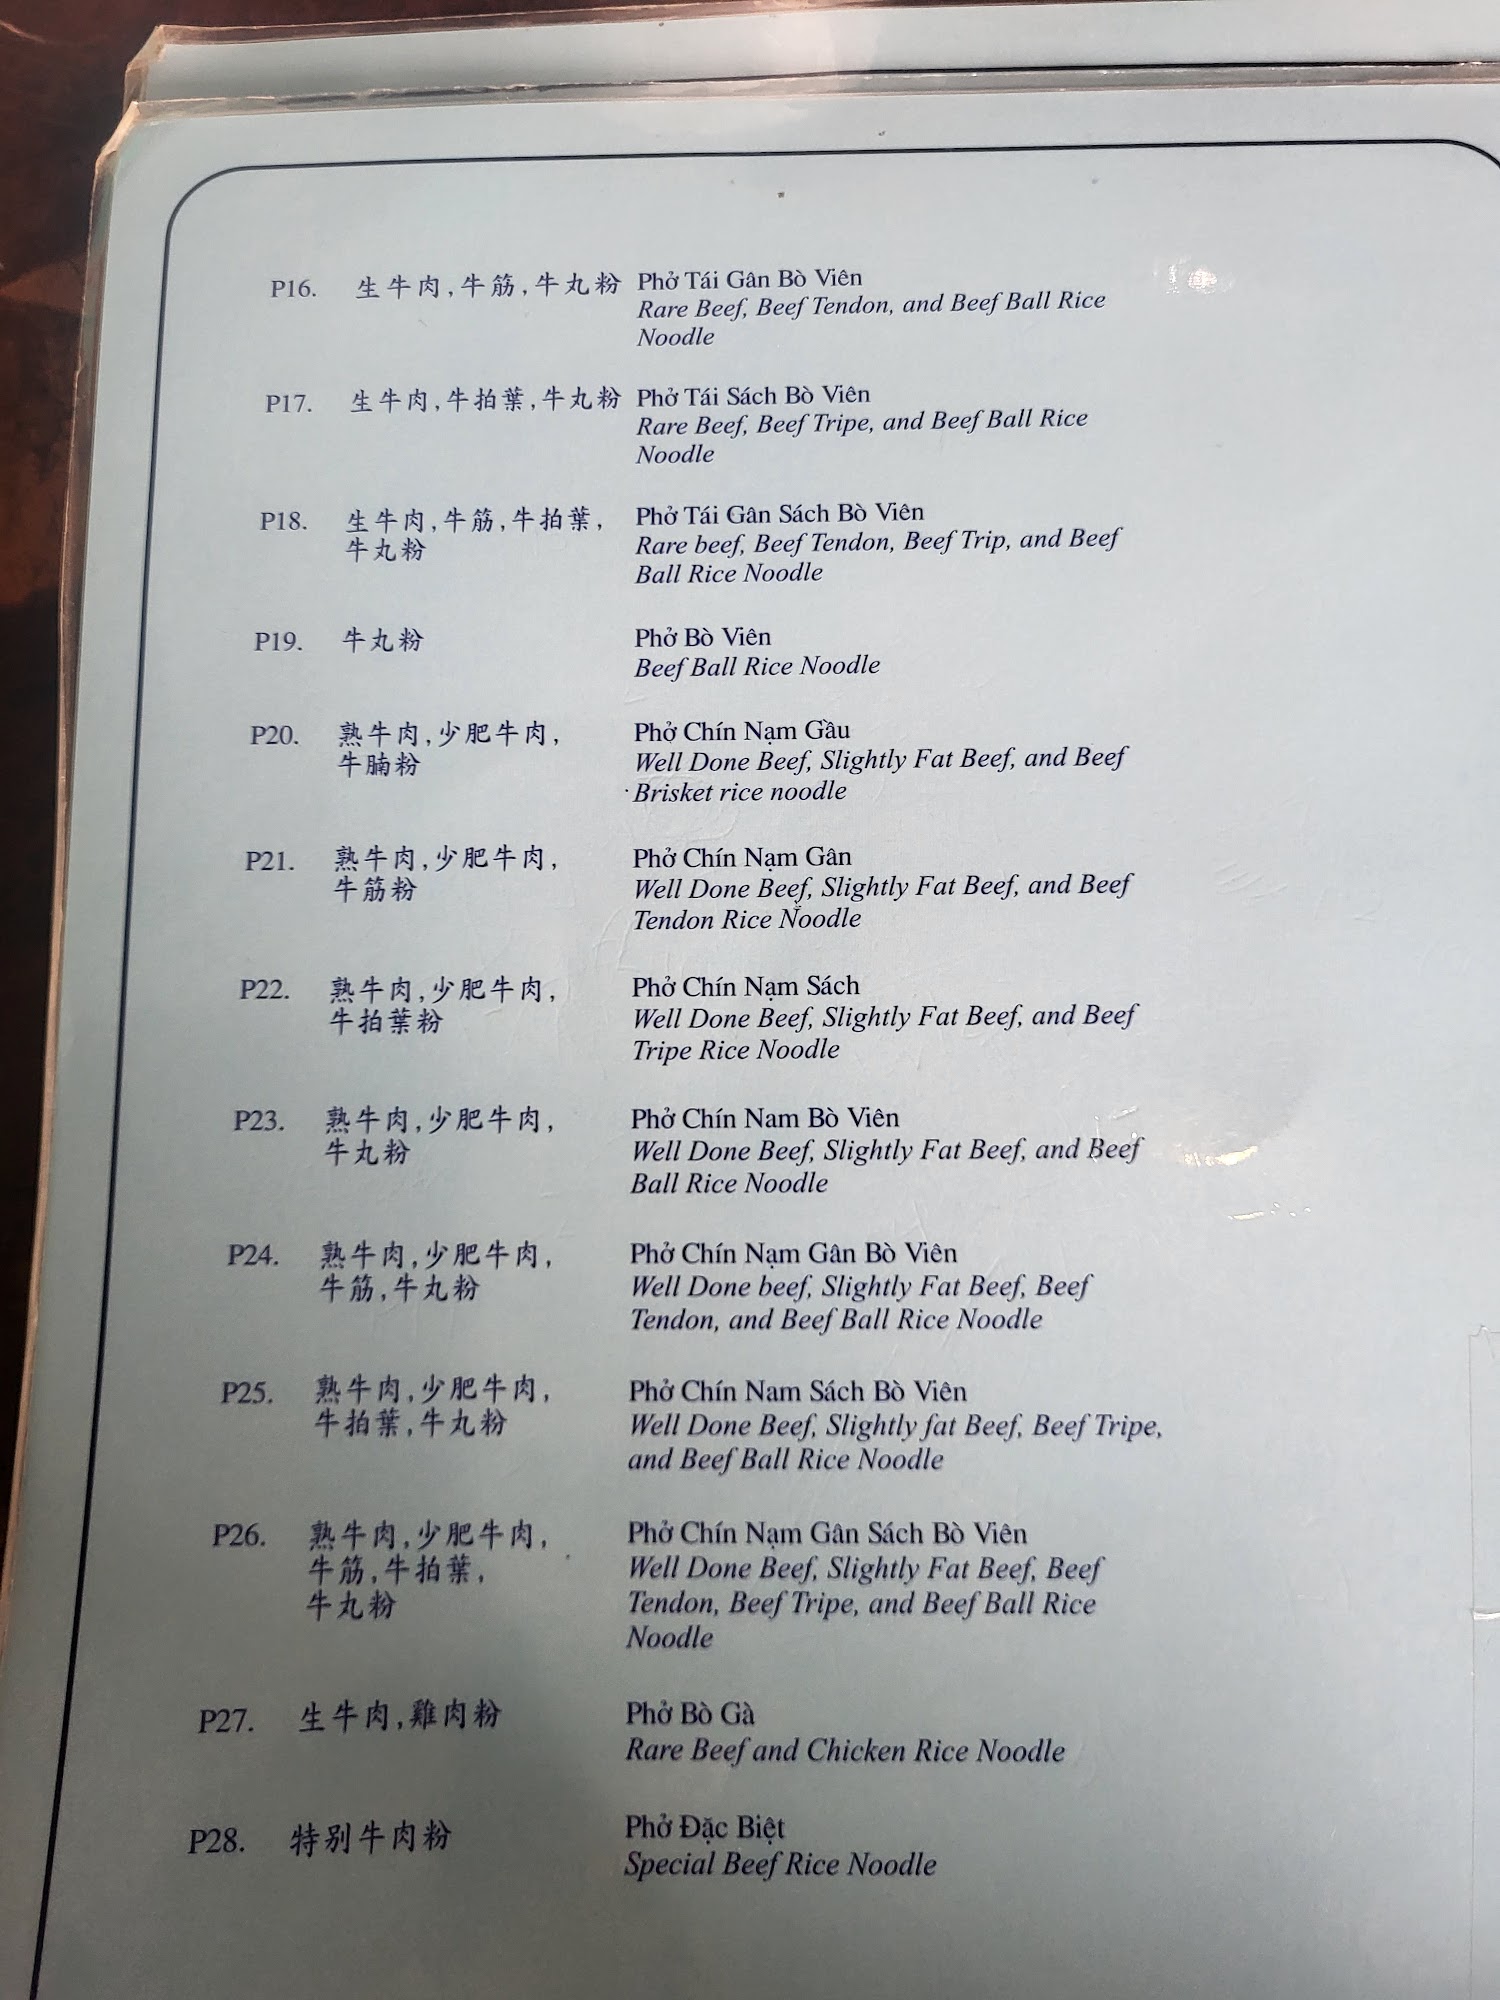 P16. 生牛肉,牛筋,牛丸粉 Phở Tái Gân Bò Viên
Rare Beef, Beef Tendon, and Beef Ball Rice
Noodle
P17. 生牛肉,牛拍葉,牛丸粉 Phở Tái Sách Bò Viên
Rare Beef, Beef Tripe, and Beef Ball Rice
Noodle
P18. 生牛肉,牛筋,牛拍葉, Phở Tái Gân Sách Bò Viên
牛丸粉 Rare beef, Beef Tendon, Beef Trip, and Beef
Ball Rice Noodle
P19. 牛丸粉 Phở Bò Viên
Beef Ball Rice Noodle
P20. 熟牛肉,少肥牛肉, Phở Chín Nạm Gầu
牛腩粉 Well Done Beef, Slightly Fat Beef, and Beef
Brisket rice noodle
P21. 熟牛肉,少肥牛肉, Phở Chín Nạm Gân
牛筋粉 Well Done Beef, Slightly Fat Beef, and Beef
Tendon Rice Noodle
P22. 熟牛肉,少肥牛肉, Phở Chín Nạm Sách
牛拍葉粉 Well Done Beef, Slightly Fat Beef, and Beef
Tripe Rice Noodle
P23. 熟牛肉,少肥牛肉, Phở Chín Nam Bò Viên
牛丸粉 Well Done Beef, Slightly Fat Beef, and Beef
Ball Rice Noodle
P24. 熟牛肉,少肥牛肉, Phở Chín Nạm Gân Bò Viên
牛筋,牛丸粉 Well Done beef, Slightly Fat Beef, Beef
Tendon, and Beef Ball Rice Noodle
P25. 熟牛肉,少肥牛肉, Phở Chín Nam Sách Bò Viên
牛拍葉,牛丸粉 Well Done Beef, Slightly fat Beef, Beef Tripe,
and Beef Ball Rice Noodle
P26. 熟牛肉,少肥牛肉, Phở Chín Nạm Gân Sách Bò Viên
牛筋,牛拍葉, Well Done Beef, Slightly Fat Beef, Beef
牛丸粉 Tendon, Beef Tripe, and Beef Ball Rice
Noodle
P27. 生牛肉,雞肉粉 Phở Bò Gà
Rare Beef and Chicken Rice Noodle
P28. 特别牛肉粉 Phở Đặc Biệt
Special Beef Rice Noodle